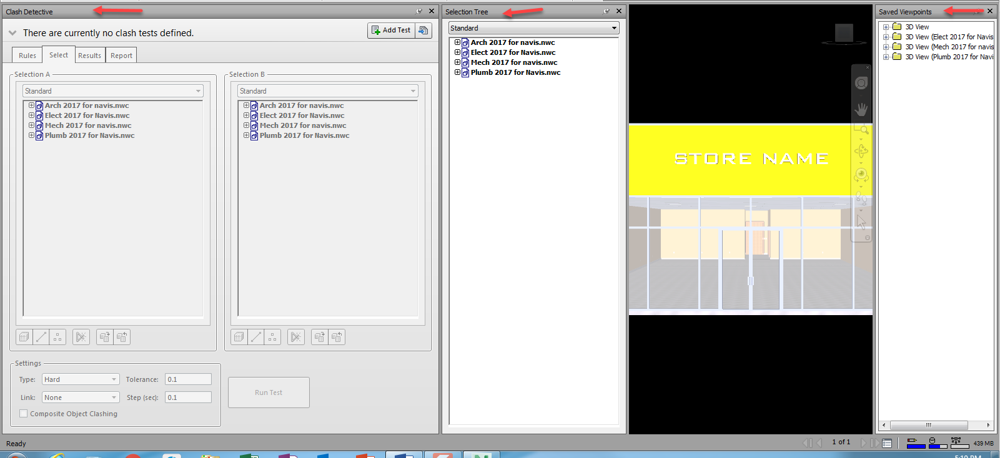 Clash Detective
There are currently no clash tests defined.
Add Test
Rules
Select
Results
Report
Selection A
Standard
Arch 2017 for navis.nwc
Elect 2017 for Navis.nwc
Mech 2017 for navis.nwc
Plumb 2017 for Navis.nwc
Selection B
Standard
Arch 2017 for navis.nwc
Elect 2017 for Navis.nwc
Mech 2017 for navis.nwc
Plumb 2017 for Navis.nwc
Settings
Type: Hard Tolerance: 0.1
Link: None Step (sec): 0.1
Composite Object Clashing
Run Test
Selection Tree
Standard
Arch 2017 for navis.nwc
Elect 2017 for Navis.nwc
Mech 2017 for navis.nwc
Plumb 2017 for Navis.nwc
STORE NAME
Saved Viewpoints
3D View
3D View (Elect 2017 for Navis
3D View (Mech 2017 for navis
3D View (Plumb 2017 for Navi
Ready
1 of 1
439 MB
5:10 PM